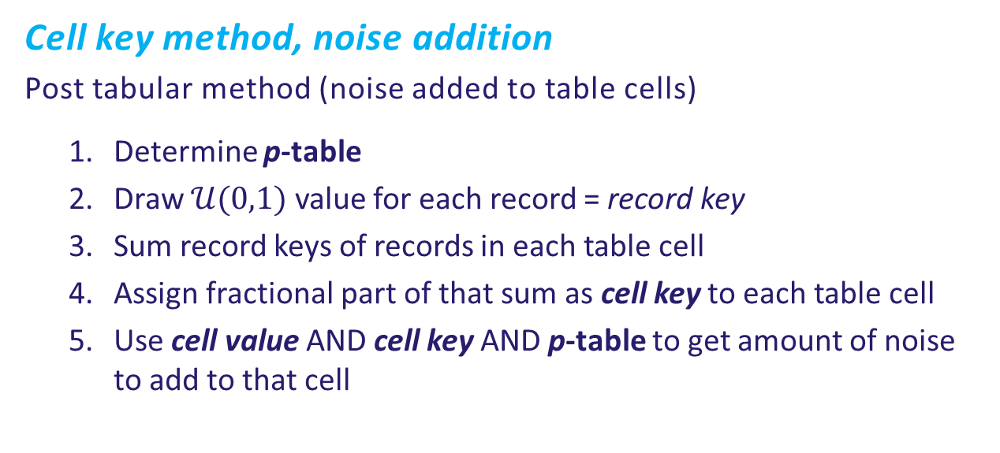 Cell key method, noise addition
Post tabular method (noise added to table cells)
1. Determine p-table
2. Draw 𝒰(0,1) value for each record = record key
3. Sum record keys of records in each table cell
4. Assign fractional part of that sum as cell key to each table cell
5. Use cell value AND cell key AND p-table to get amount of noise
to add to that cell